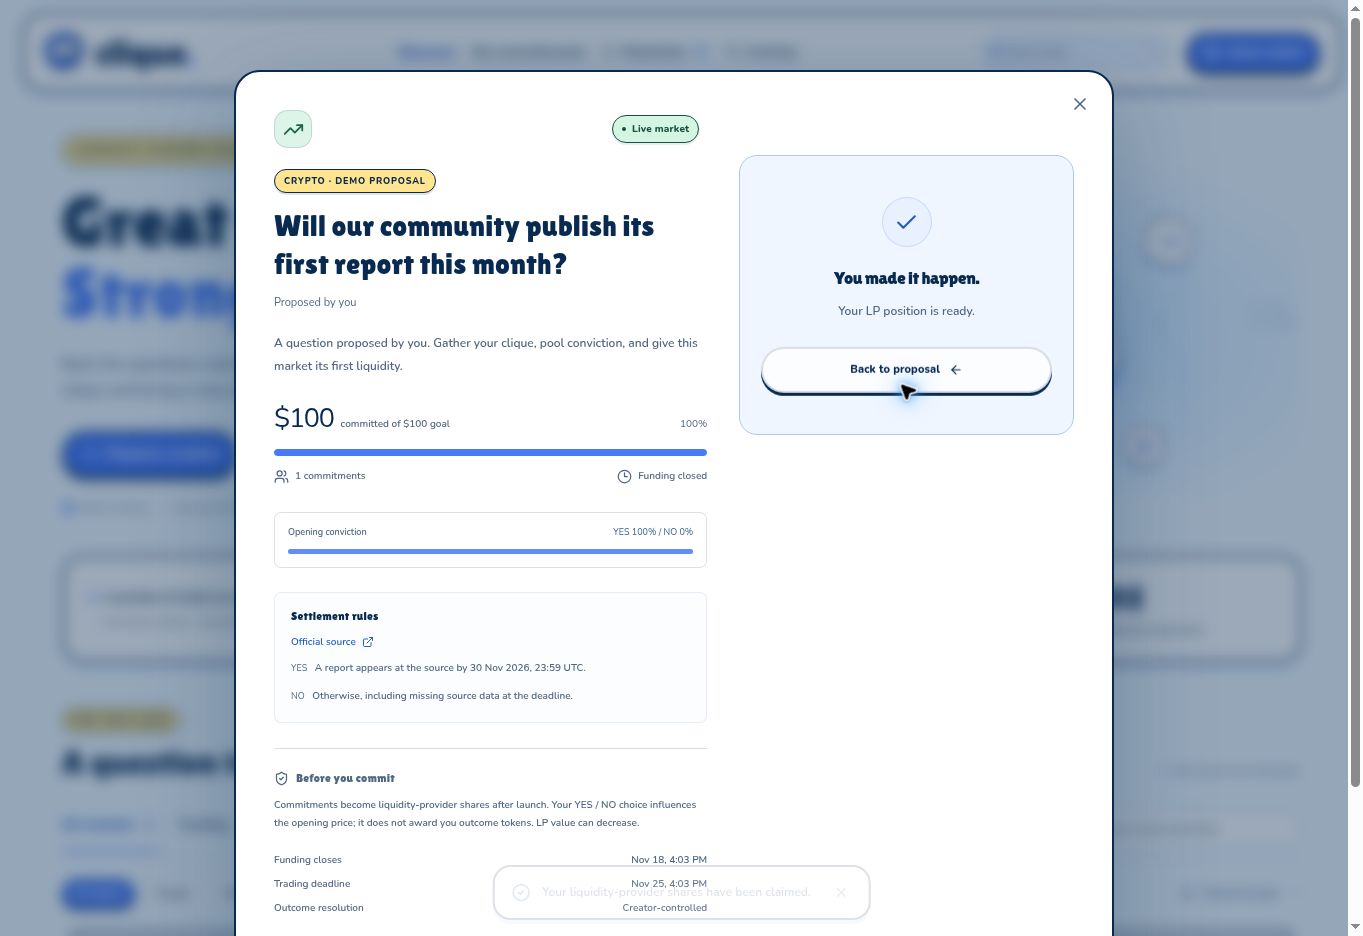 clique.
Great
Strong
A question
Live market
CRYPTO · DEMO PROPOSAL
Will our community publish its
first report this month?
Proposed by you
A question proposed by you. Gather your clique, pool conviction, and give this
market its first liquidity.
$100 committed of $100 goal 100%
1 commitments Funding closed
Opening conviction YES 100% / NO 0%
Settlement rules
Official source
YES A report appears at the source by 30 Nov 2026, 23:59 UTC.
NO Otherwise, including missing source data at the deadline.
Before you commit
Commitments become liquidity-provider shares after launch. Your YES / NO choice influences
the opening price; it does not award you outcome tokens. LP value can decrease.
Funding closes Nov 18, 4:03 PM
Trading deadline Nov 25, 4:03 PM
Outcome resolution Creator-controlled
You made it happen.
Your LP position is ready.
Back to proposal
Your liquidity-provider shares have been claimed.